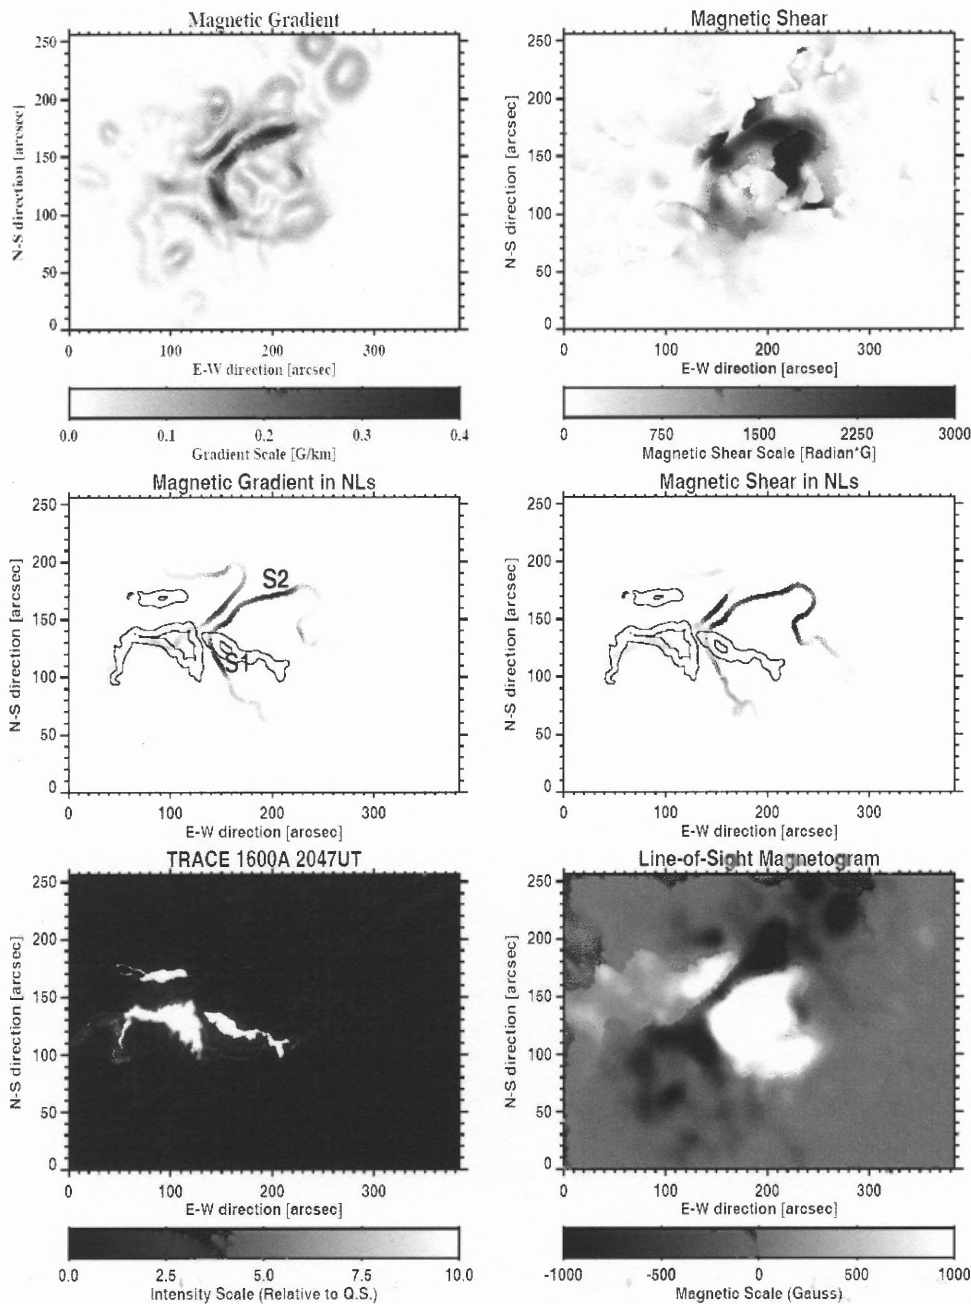 Magnetic Gradient
Magnetic Shear
250
200
150
100
50
0
N-S direction [arcsec]
0 100 200 300
E-W direction [arcsec]
0.0 0.1 0.2 0.3 0.4
Gradient Scale [G/km]
250
200
150
100
50
0
N-S direction [arcsec]
0 100 200 300
E-W direction [arcsec]
0 750 1500 2250 3000
Magnetic Shear Scale [Radian*G]
Magnetic Gradient in NLs
Magnetic Shear in NLs
250
200
150
100
50
0
N-S direction [arcsec]
S2
S1
0 100 200 300
E-W direction [arcsec]
250
200
150
100
50
0
N-S direction [arcsec]
0 100 200 300
E-W direction [arcsec]
TRACE 1600A 2047UT
Line-of-Sight Magnetogram
250
200
150
100
50
0
N-S direction [arcsec]
0 100 200 300
E-W direction [arcsec]
0.0 2.5 5.0 7.5 10.0
Intensity Scale (Relative to Q.S.)
250
200
150
100
50
0
N-S direction [arcsec]
0 100 200 300
E-W direction [arcsec]
-1000 -500 0 500 1000
Magnetic Scale (Gauss)